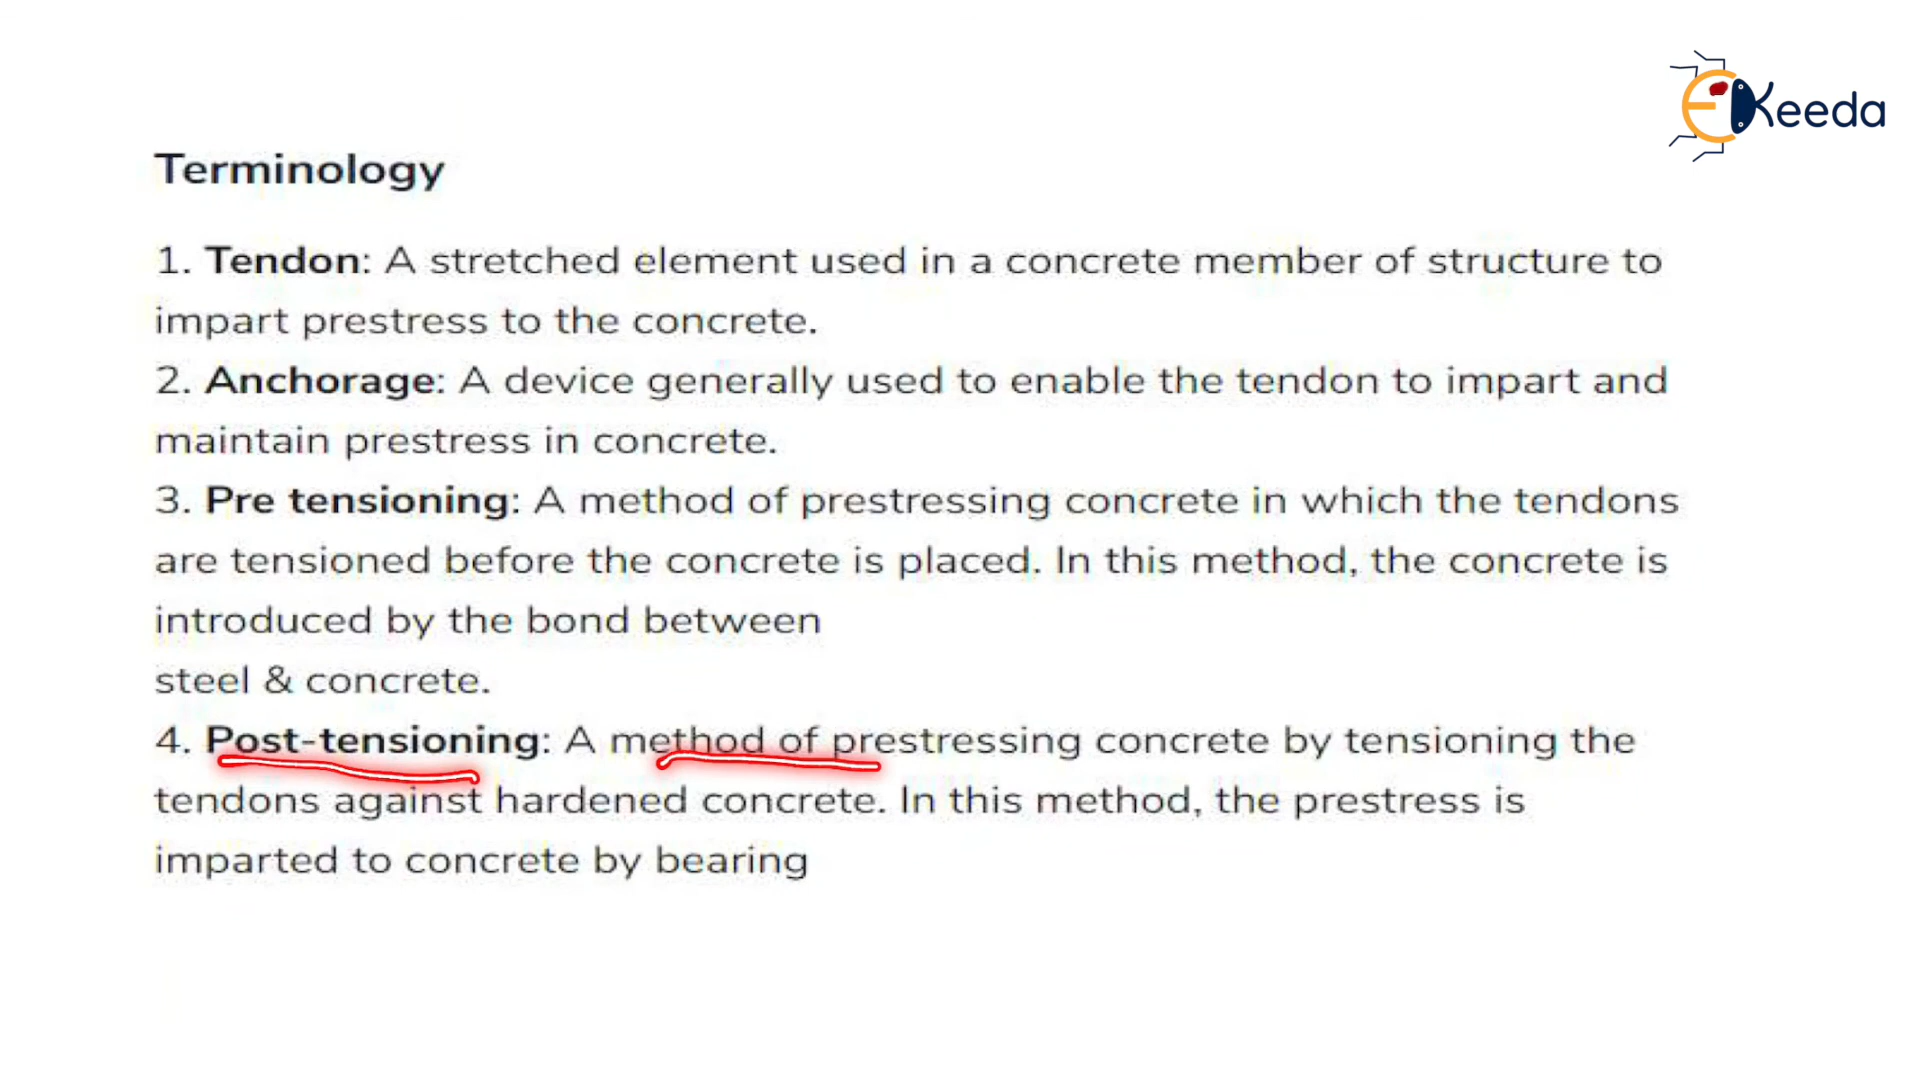 Keeda
Terminology
1. Tendon: A stretched element used in a concrete member of structure to
impart prestress to the concrete.
2. Anchorage: A device generally used to enable the tendon to impart and
maintain prestress in concrete.
3. Pre tensioning: A method of prestressing concrete in which the tendons
are tensioned before the concrete is placed. In this method, the concrete is
introduced by the bond between
steel & concrete.
4. Post-tensioning: A method of prestressing concrete by tensioning the
tendons against hardened concrete. In this method, the prestress is
imparted to concrete by bearing